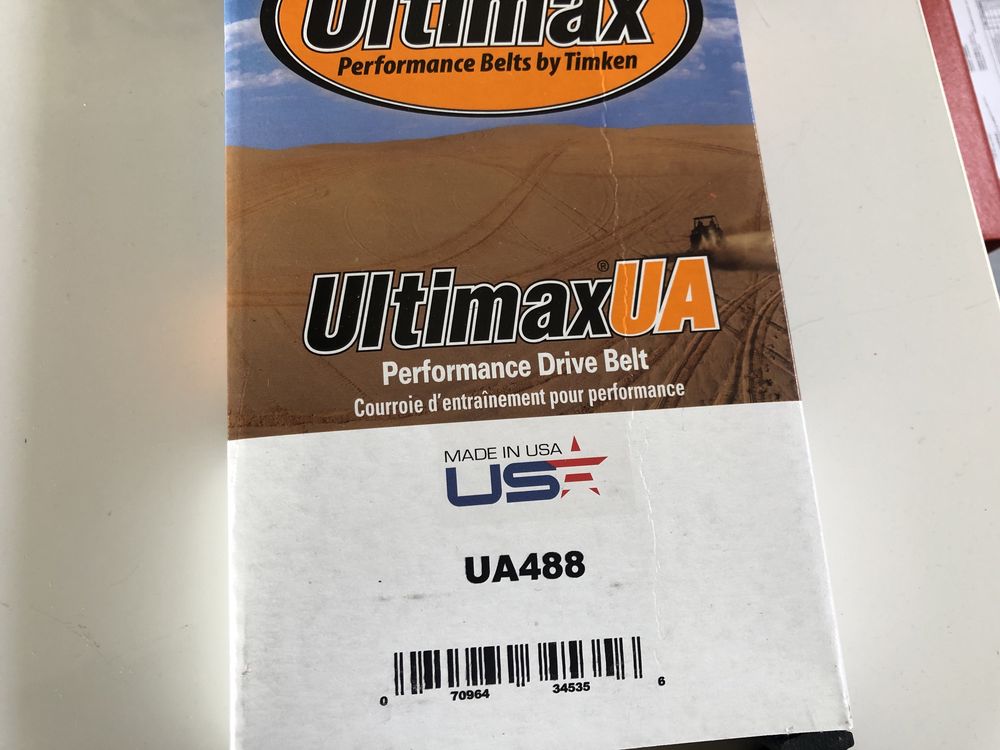 Ultimax
Performance Belts by Timken
Ultimax®UA
Performance Drive Belt
Courroie d'entraînement pour performance
MADE IN USA
USA
UA488
0 70964 34535 6